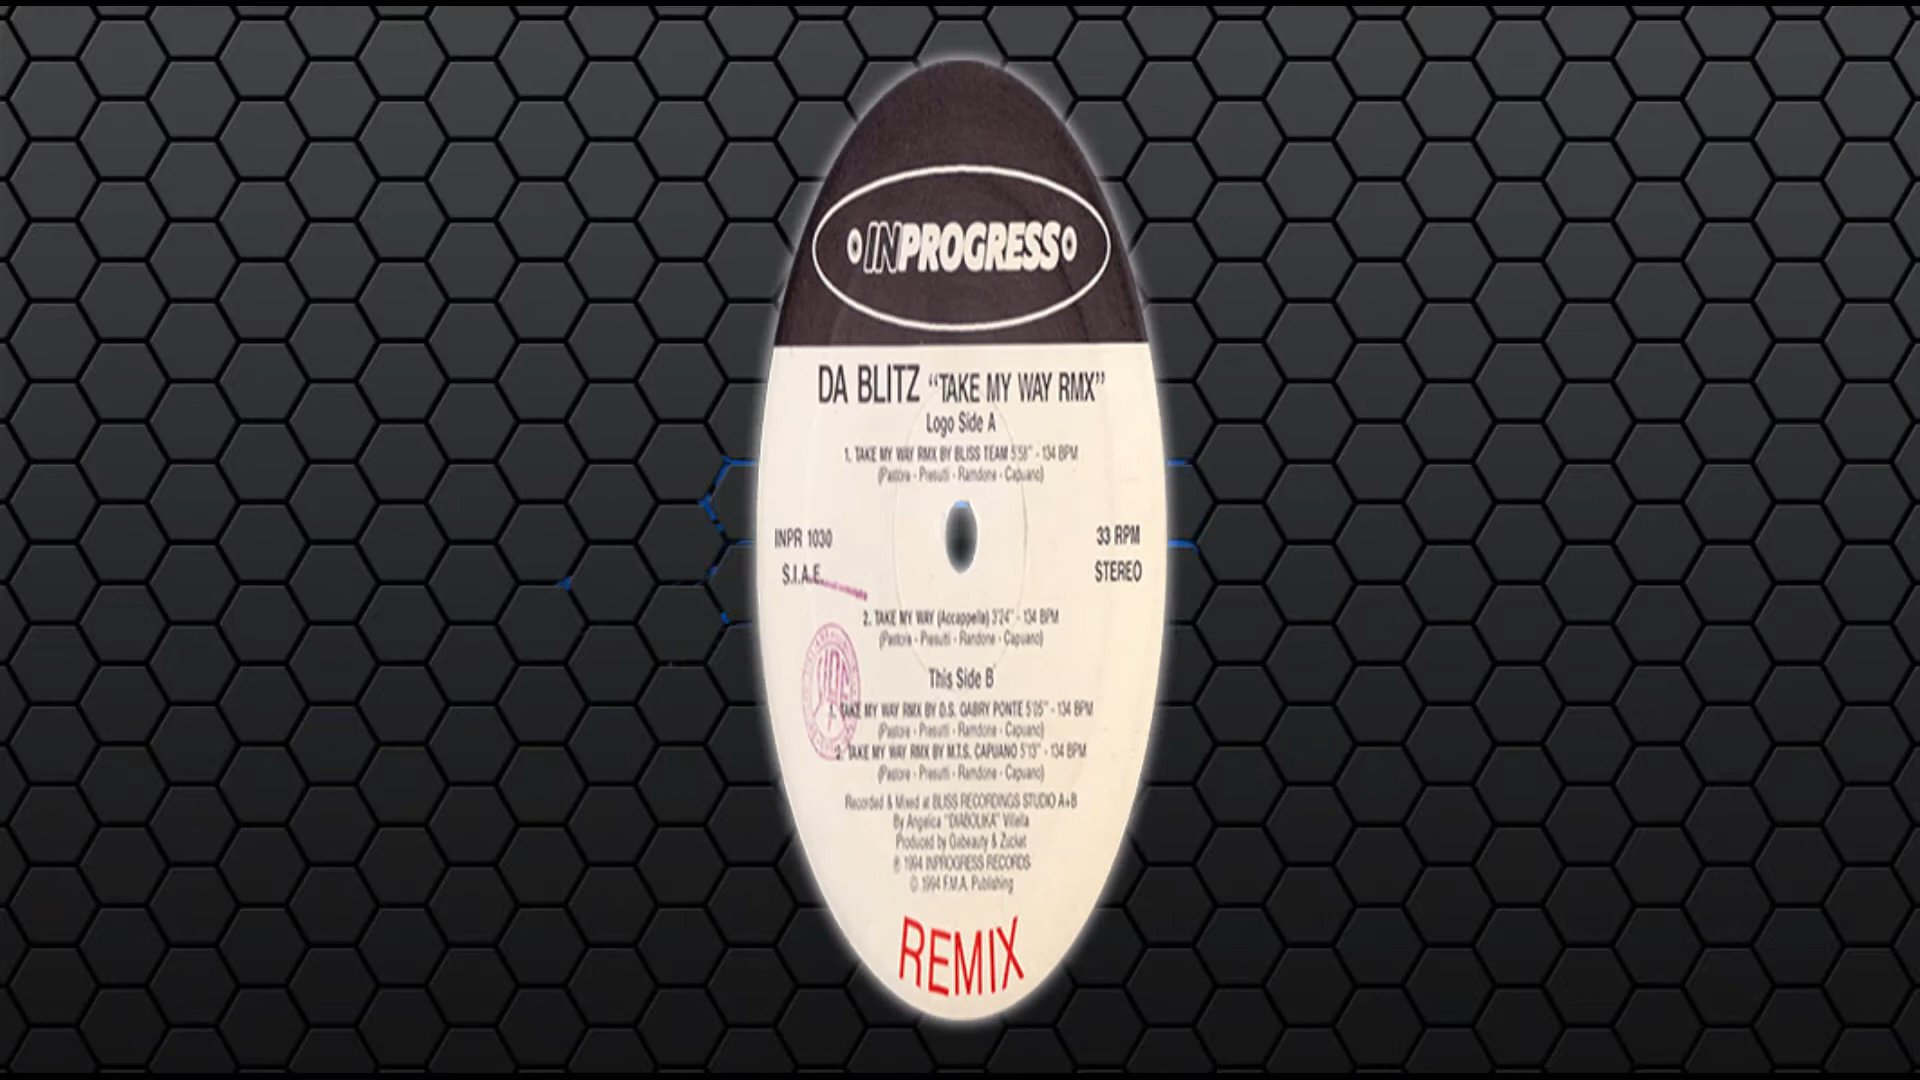 INPROGRESS
DA BLITZ "TAKE MY WAY RMX"
Logo Side A
1. TAKE MY WAY RMX BY BLISS TEAM 5'58" - 134 BPM
(Pastore - Presutti - Ramdone - Capuano)
INPR 1030
33 RPM
S.I.A.E.
STEREO
2. TAKE MY WAY (Accappella) 3'24" - 134 BPM
(Pastore - Presutti - Randone - Capuano)
This Side B
1. TAKE MY WAY RMX BY D.S. GABRY PONTE 5'05" - 134 BPM
(Pastore - Presutti - Ramdone - Capuano)
2. TAKE MY WAY RMX BY M.T.S. CAPUANO 5'13" - 134 BPM
(Pastore - Presutti - Ramdone - Capuano)
Recorded & Mixed at BLISS RECORDINGS STUDIO A+B
By Angelica "DIABOLIKA" Villella
Produced by Gabeauty & Zucket
℗ 1994 INPROGRESS RECORDS
© 1994 F.M.A. Publishing
REMIX